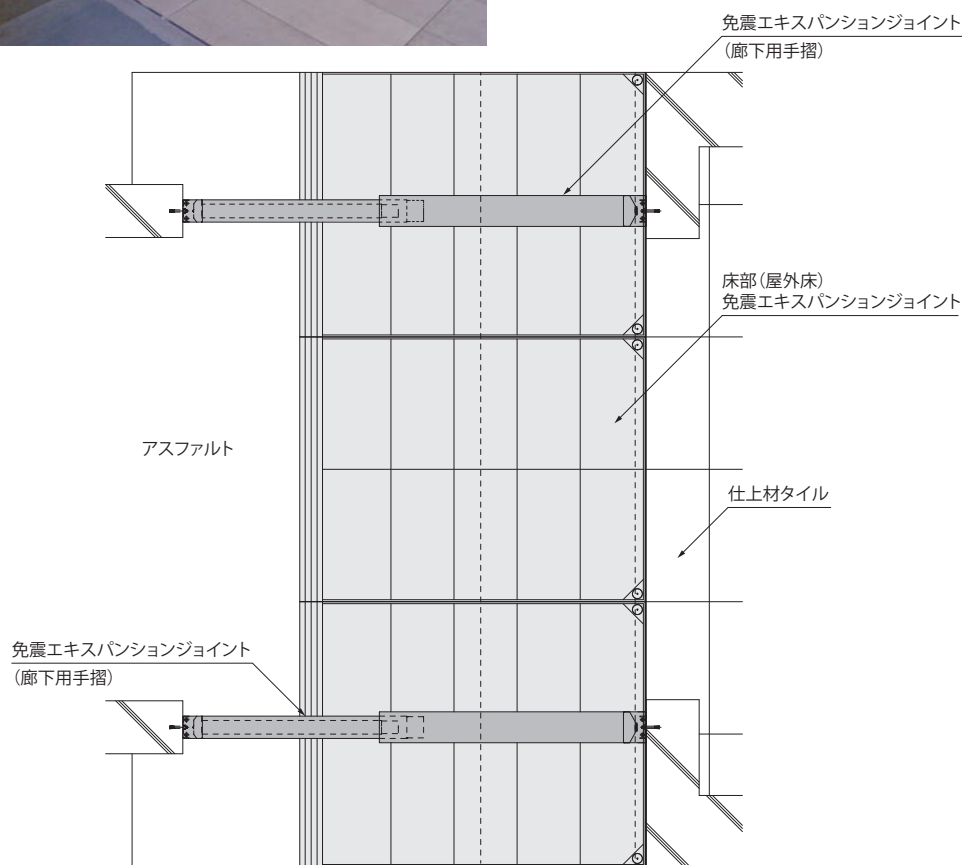 免震エキスパンションジョイント
(廊下用手摺)
床部(屋外床)
免震エキスパンションジョイント
アスファルト
仕上材タイル
免震エキスパンションジョイント
(廊下用手摺)